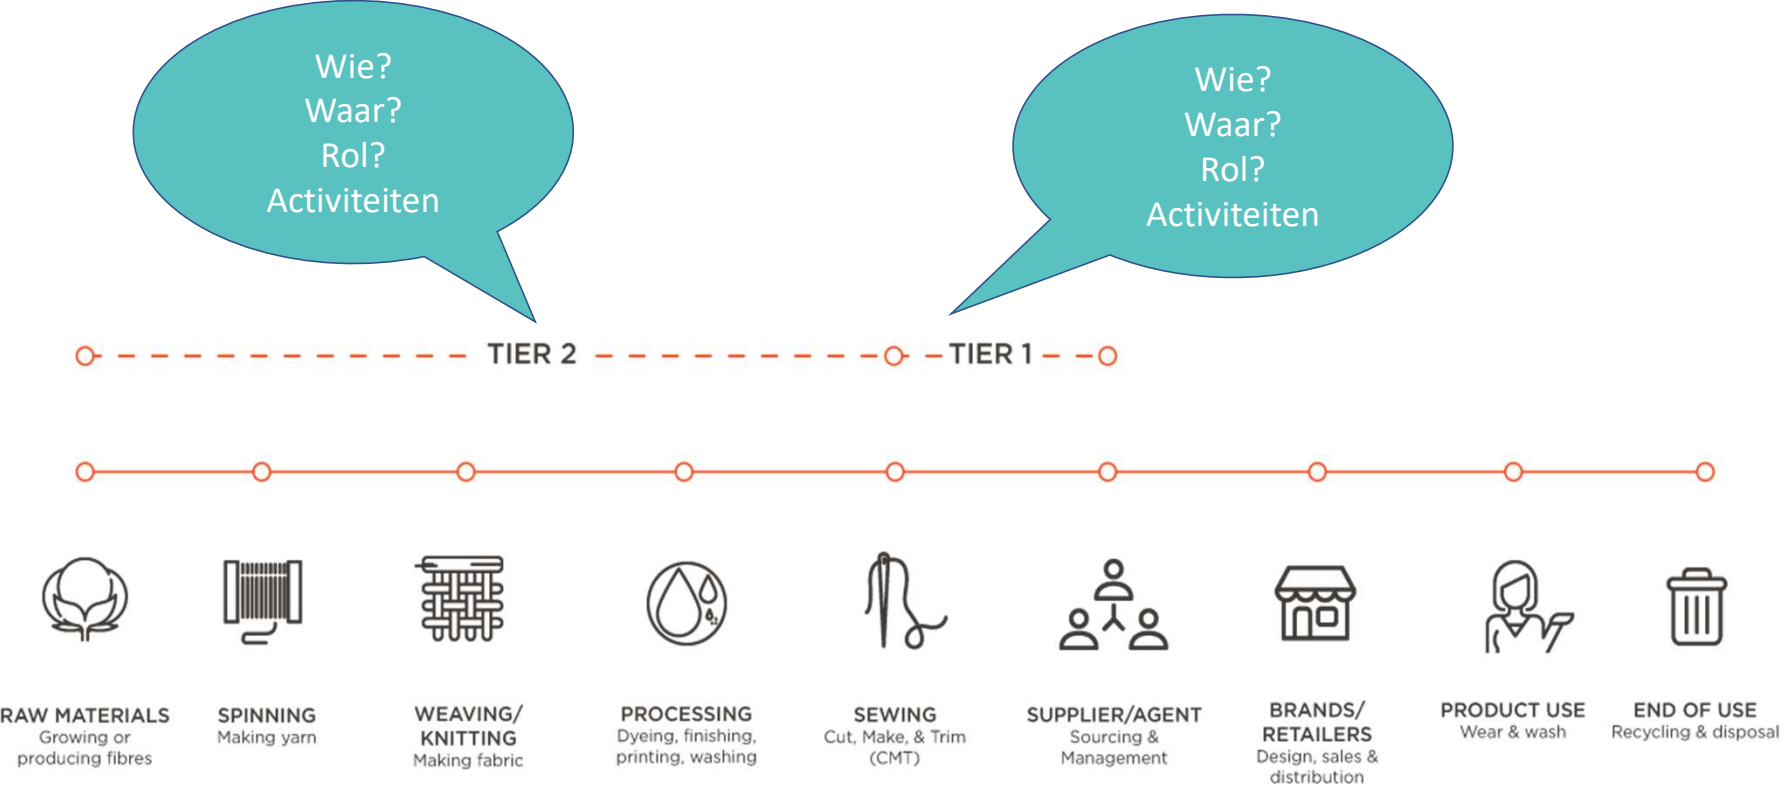 Wie?
Waar?
Rol?
Activiteiten
Wie?
Waar?
Rol?
Activiteiten
TIER 2
TIER 1
RAW MATERIALS
Growing or
producing fibres
SPINNING
Making yarn
WEAVING/
KNITTING
Making fabric
PROCESSING
Dyeing, finishing,
printing, washing
SEWING
Cut, Make, & Trim
(CMT)
SUPPLIER/AGENT
Sourcing &
Management
BRANDS/
RETAILERS
Design, sales &
distribution
PRODUCT USE
Wear & wash
END OF USE
Recycling & disposal